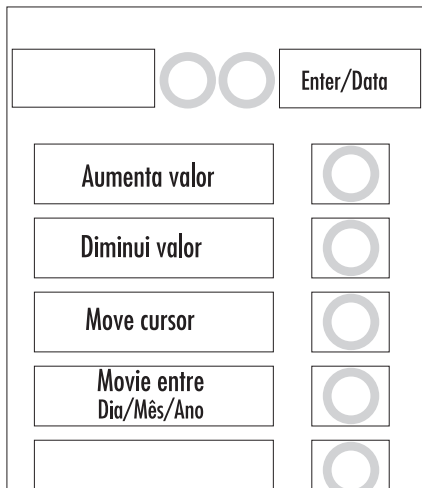 Enter/Data
Aumenta valor
Diminui valor
Move cursor
Movie entre
Dia/Mês/Ano